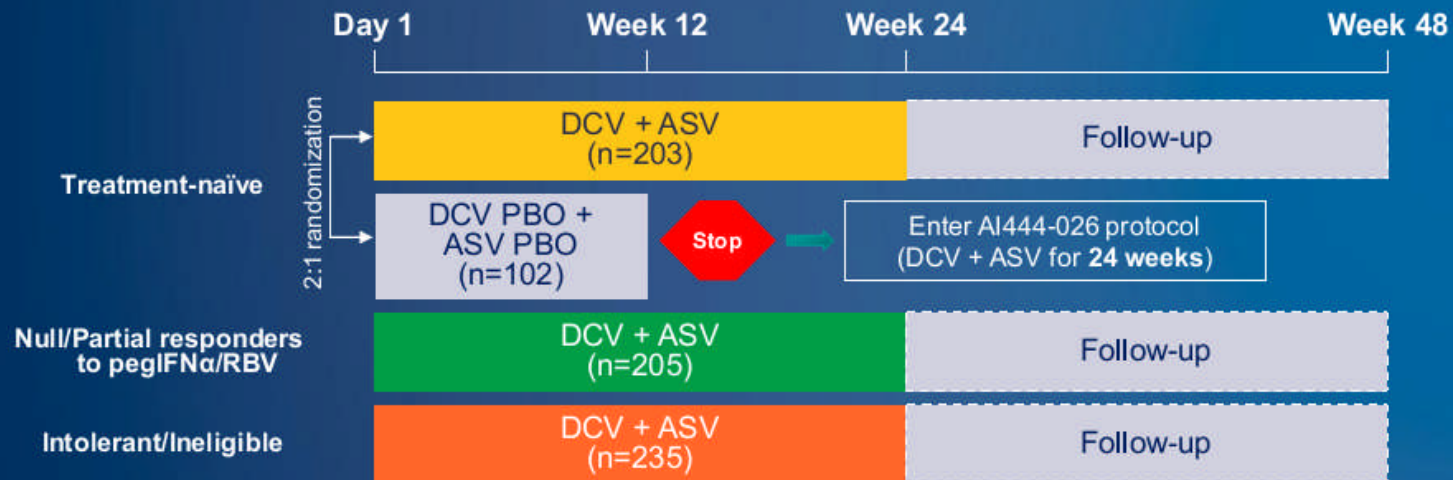 Day 1 Week 12 Week 24 Week 48
2:1 randomization
Treatment-naïve
DCV + ASV
(n=203)
Follow-up
DCV PBO +
ASV PBO
(n=102)
Stop
Enter AI444-026 protocol
(DCV + ASV for 24 weeks)
Null/Partial responders
to pegIFNα/RBV
DCV + ASV
(n=205)
Follow-up
Intolerant/Ineligible
DCV + ASV
(n=235)
Follow-up